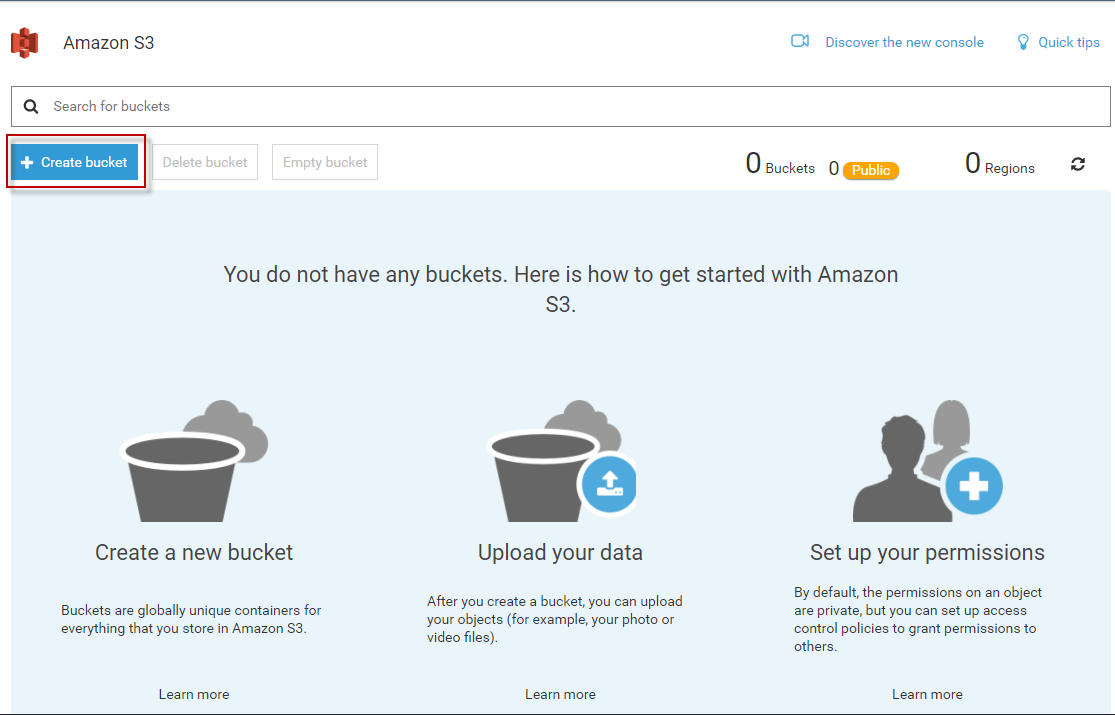 Amazon S3
Discover the new console
Quick tips
Search for buckets
Create bucket
Delete bucket
Empty bucket
0 Buckets
0 Public
0 Regions
You do not have any buckets. Here is how to get started with Amazon
S3.
Create a new bucket
Buckets are globally unique containers for
everything that you store in Amazon S3.
Learn more
Upload your data
After you create a bucket, you can upload
your objects (for example, your photo or
video files).
Learn more
Set up your permissions
By default, the permissions on an object
are private, but you can set up access
control policies to grant permissions to
others.
Learn more